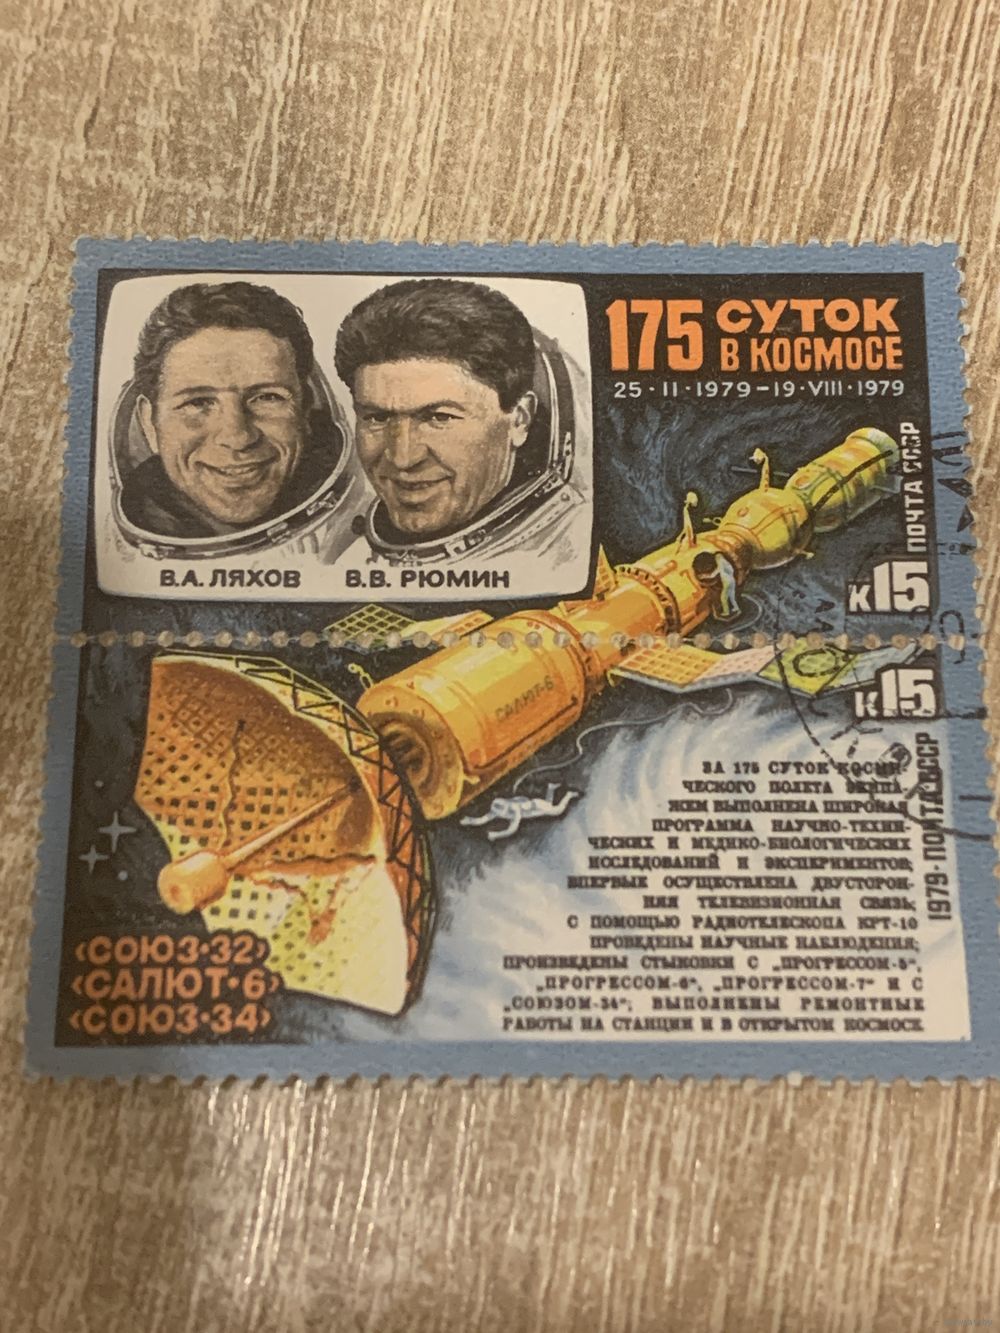 175 СУТОК
В КОСМОСЕ
25·II·1979–19·VIII·1979
В.А. ЛЯХОВ В.В. РЮМИН
ПОЧТА СССР
к15
САЛЮТ-6
к15
1979·ПОЧТА СССР
ЗА 175 СУТОК КОСМИ-
ЧЕСКОГО ПОЛЕТА ЭКИПА-
ЖЕМ ВЫПОЛНЕНА ШИРОКАЯ
ПРОГРАММА НАУЧНО-ТЕХНИ-
ЧЕСКИХ И МЕДИКО-БИОЛОГИЧЕСКИХ
ИССЛЕДОВАНИЙ И ЭКСПЕРИМЕНТОВ;
ВПЕРВЫЕ ОСУЩЕСТВЛЕНА ДВУСТОРОН-
НЯЯ ТЕЛЕВИЗИОННАЯ СВЯЗЬ;
С ПОМОЩЬЮ РАДИОТЕЛЕСКОПА КРТ-10
ПРОВЕДЕНЫ НАУЧНЫЕ НАБЛЮДЕНИЯ;
ПРОИЗВЕДЕНЫ СТЫКОВКИ С „ПРОГРЕССОМ-5“,
„ПРОГРЕССОМ-6“, „ПРОГРЕССОМ-7“ И С
„СОЮЗОМ-34“; ВЫПОЛНЕНЫ РЕМОНТНЫЕ
РАБОТЫ НА СТАНЦИИ И В ОТКРЫТОМ КОСМОСЕ
‹СОЮЗ·32›
‹САЛЮТ·6›
‹СОЮЗ·34›